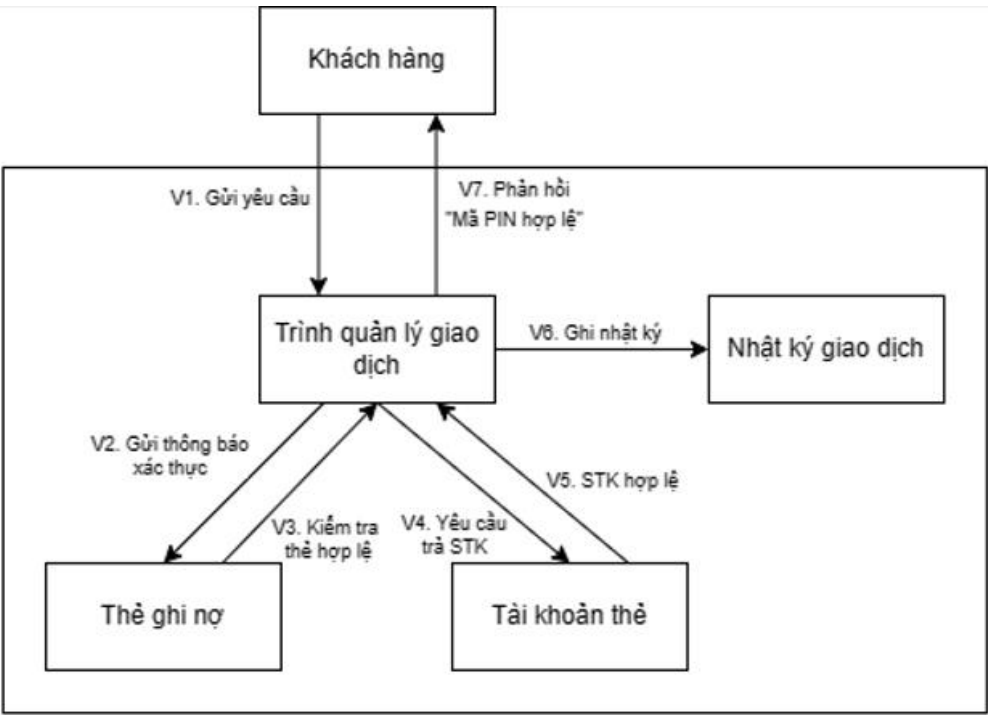 Khách hàng
V1. Gửi yêu cầu
V7. Phản hồi
"Mã PIN hợp lệ"
Trình quản lý giao
dịch
V6. Ghi nhật ký
Nhật ký giao dịch
V2. Gửi thông báo
xác thực
V3. Kiểm tra
thẻ hợp lệ
V4. Yêu cầu
trả STK
V5. STK hợp lệ
Thẻ ghi nợ
Tài khoản thẻ